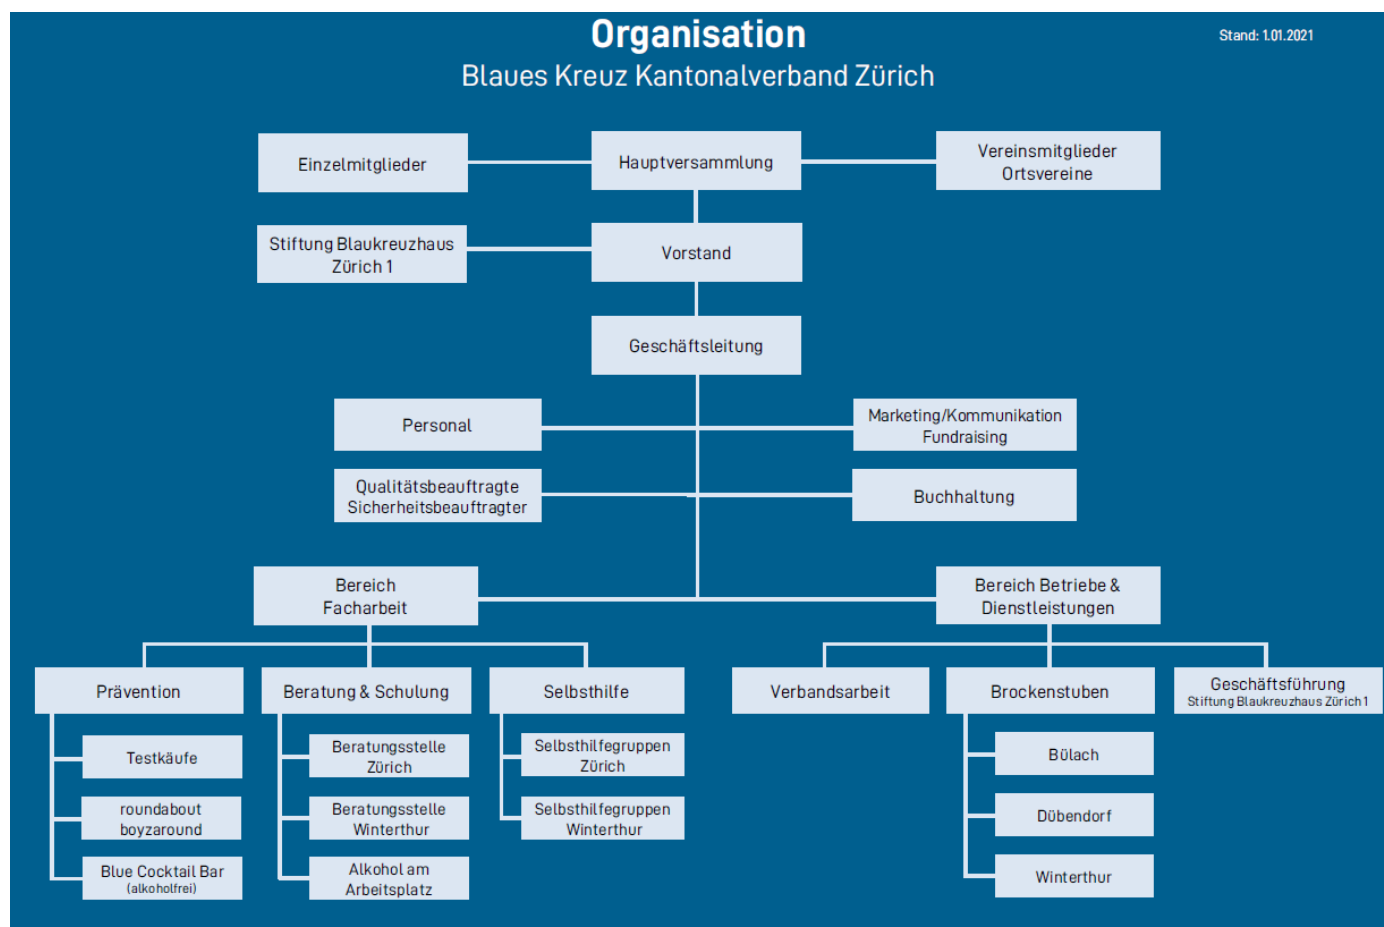 Organisation
Stand: 1.01.2021
Blaues Kreuz Kantonalverband Zürich
Einzelmitglieder
Hauptversammlung
Vereinsmitglieder
Ortsvereine
Stiftung Blaukreuzhaus
Zürich 1
Vorstand
Geschäftsleitung
Personal
Marketing/Kommunikation
Fundraising
Qualitätsbeauftragte
Sicherheitsbeauftragter
Buchhaltung
Bereich
Facharbeit
Bereich Betriebe &
Dienstleistungen
Prävention
Beratung & Schulung
Selbsthilfe
Verbandsarbeit
Brockenstuben
Geschäftsführung
Stiftung Blaukreuzhaus Zürich 1
Testkäufe
Beratungsstelle
Zürich
Selbsthilfegruppen
Zürich
Bülach
roundabout
boyzaround
Beratungsstelle
Winterthur
Selbsthilfegruppen
Winterthur
Dübendorf
Blue Cocktail Bar
(alkoholfrei)
Alkohol am
Arbeitsplatz
Winterthur